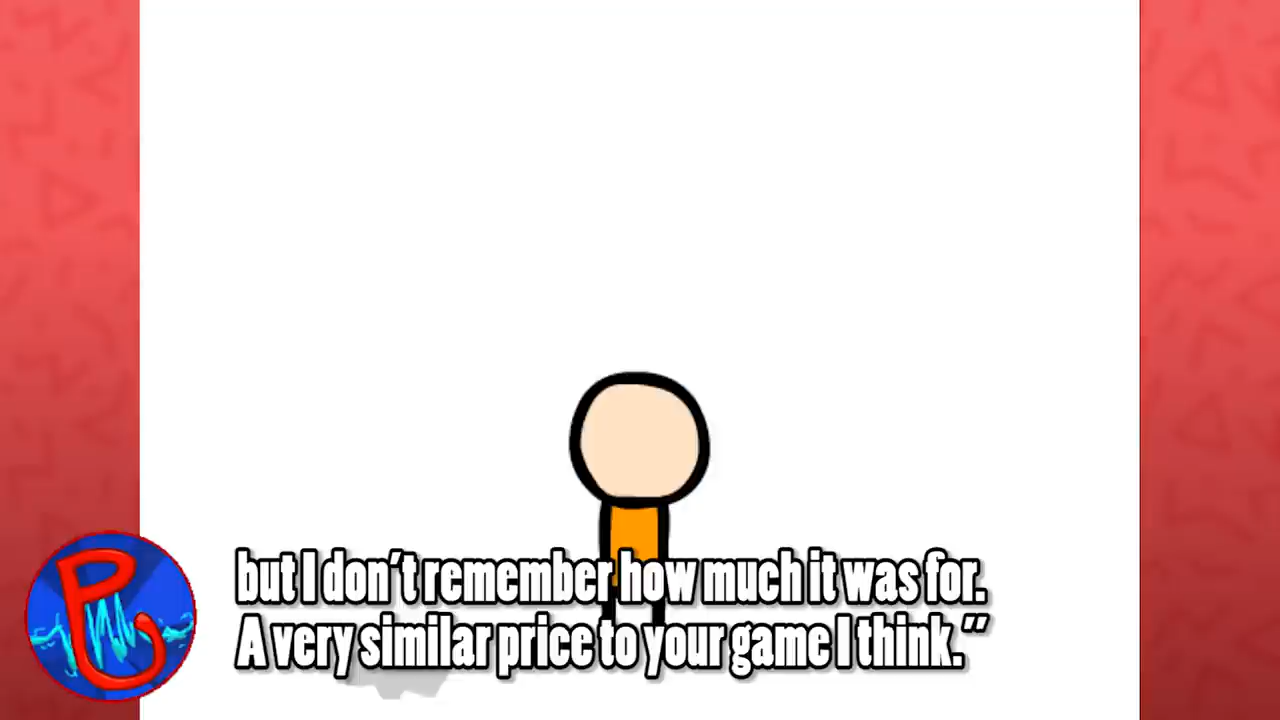 but I don't remember how much it was for.
A very similar price to your game I think.”